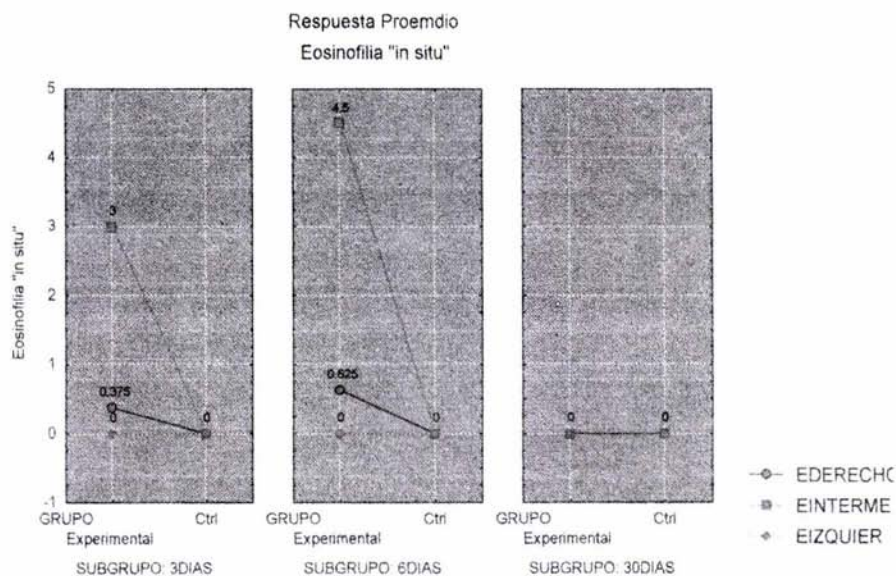 Respuesta Proemdio
Eosinofilia "in situ"
Eosinofilia "in situ"
5
4
3
2
1
0
-1
3
0.375
0
0
4.5
0.625
0
0
0
0
GRUPO
Experimental
Ctrl
SUBGRUPO: 3DIAS
GRUPO
Experimental
Ctrl
SUBGRUPO: 6DIAS
GRUPO
Experimental
Ctrl
SUBGRUPO: 30DIAS
EDERECHO
EINTERME
EIZQUIER